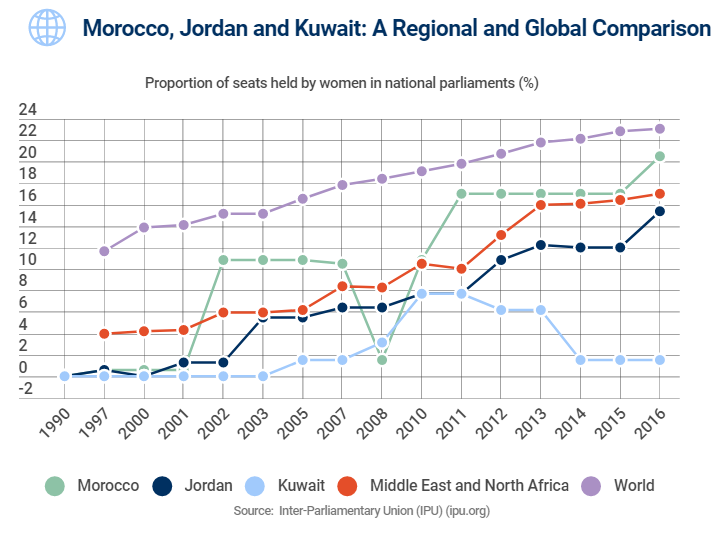 Morocco, Jordan and Kuwait: A Regional and Global Comparison
Proportion of seats held by women in national parliaments (%)
24
22
20
18
16
14
12
10
8
6
4
2
0
-2
1990 1997 2000 2001 2002 2003 2005 2007 2008 2010 2011 2012 2013 2014 2015 2016
Morocco Jordan Kuwait Middle East and North Africa World
Source: Inter-Parliamentary Union (IPU) (ipu.org)